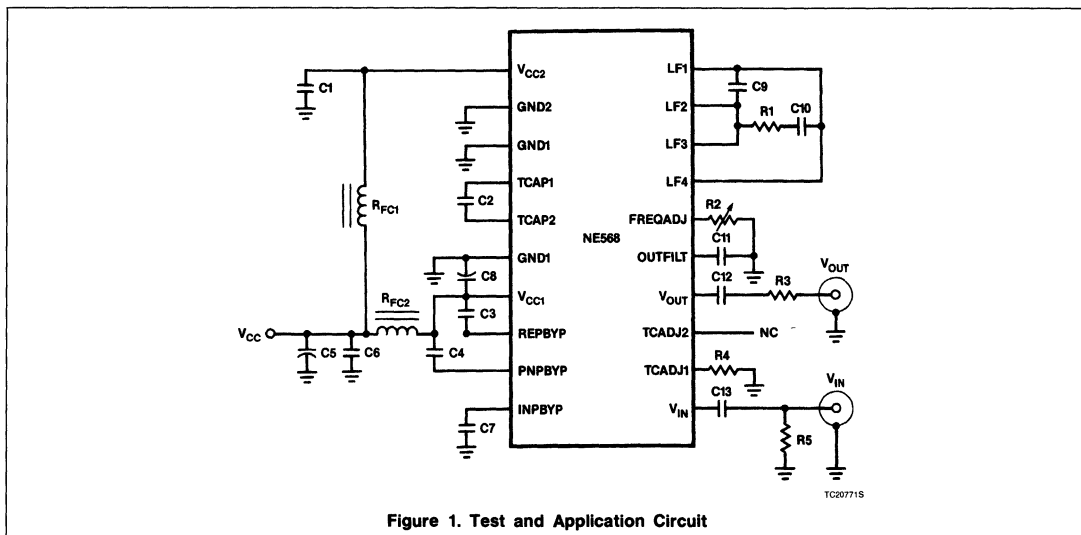 V_CC2
GND2
GND1
TCAP1
TCAP2
GND1
V_CC1
REPBYP
PNPBYP
INPBYP
NE568
LF1
LF2
LF3
LF4
FREQADJ
OUTFILT
V_OUT
TCADJ2
TCADJ1
V_IN
C1
R_FC1
C2
C8
R_FC2
C3
V_CC
C5
C6
C4
C7
C9
R1
C10
R2
C11
C12
R3
V_OUT
NC
R4
C13
V_IN
R5
TC20771S
Figure 1. Test and Application Circuit